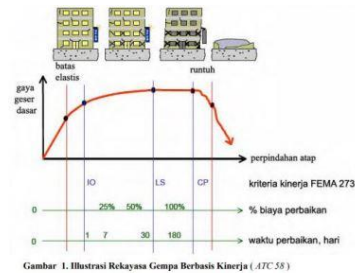 batas
elastis
runtuh
gaya
geser
dasar
perpindahan atap
IO
LS
CP
kriteria kinerja FEMA 273
0
25%
50%
100%
% biaya perbaikan
0
1
7
30
180
waktu perbaikan, hari
Gambar 1. Illustrasi Rekayasa Gempa Berbasis Kinerja ( ATC 58 )